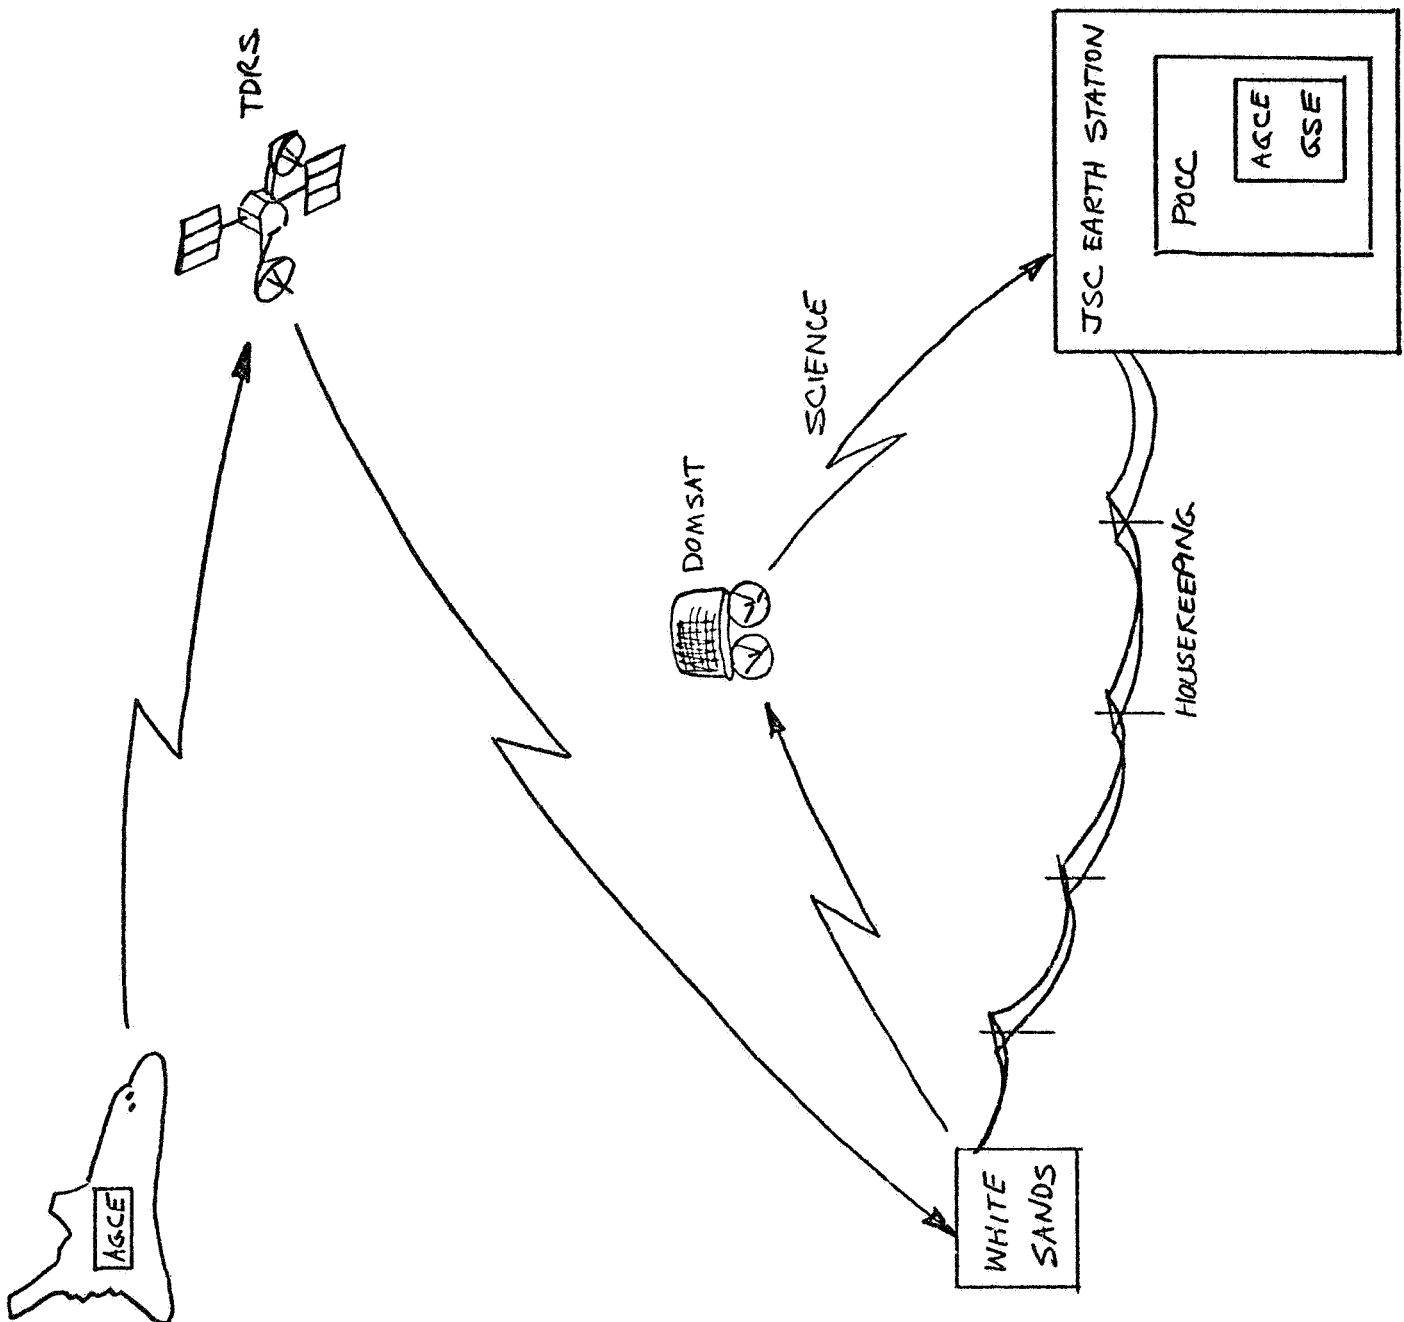 TDRS
AGCE
DOMSAT
SCIENCE
WHITE
SANDS
HOUSEKEEPING
JSC EARTH STATION
POCC
AGCE
GSE